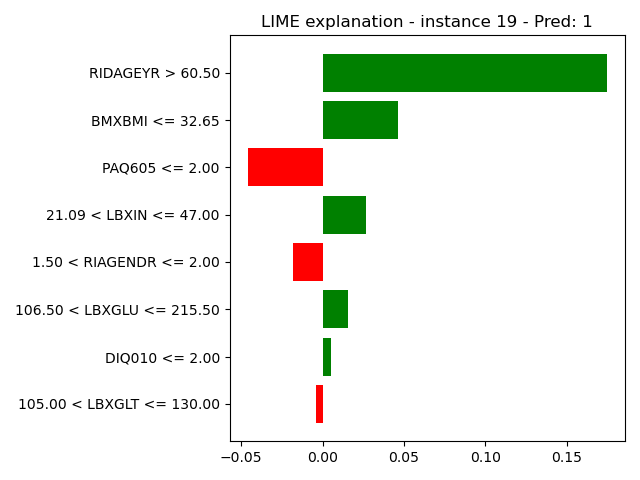 LIME explanation - instance 19 - Pred: 1
RIDAGEYR > 60.50
BMXBMI <= 32.65
PAQ605 <= 2.00
21.09 < LBXIN <= 47.00
1.50 < RIAGENDR <= 2.00
106.50 < LBXGLU <= 215.50
DIQ010 <= 2.00
105.00 < LBXGLT <= 130.00
−0.05 0.00 0.05 0.10 0.15